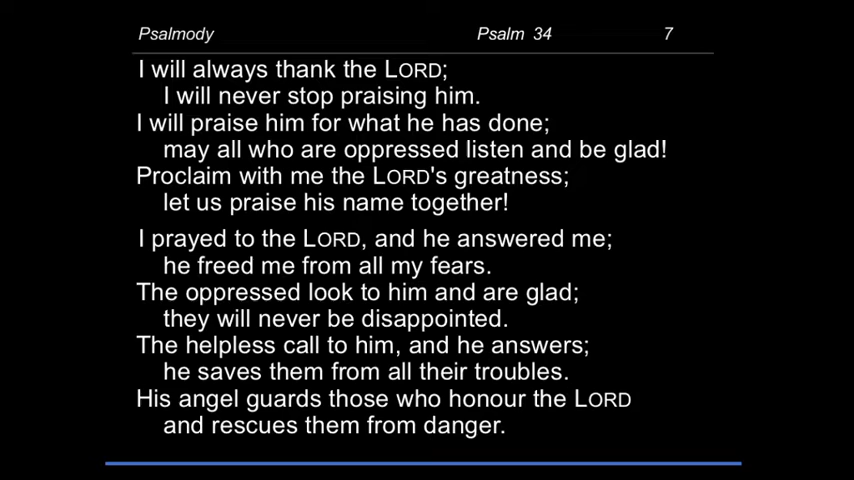 Psalmody Psalm 34 7
I will always thank the LORD;
I will never stop praising him.
I will praise him for what he has done;
may all who are oppressed listen and be glad!
Proclaim with me the LORD's greatness;
let us praise his name together!
I prayed to the LORD, and he answered me;
he freed me from all my fears.
The oppressed look to him and are glad;
they will never be disappointed.
The helpless call to him, and he answers;
he saves them from all their troubles.
His angel guards those who honour the LORD
and rescues them from danger.